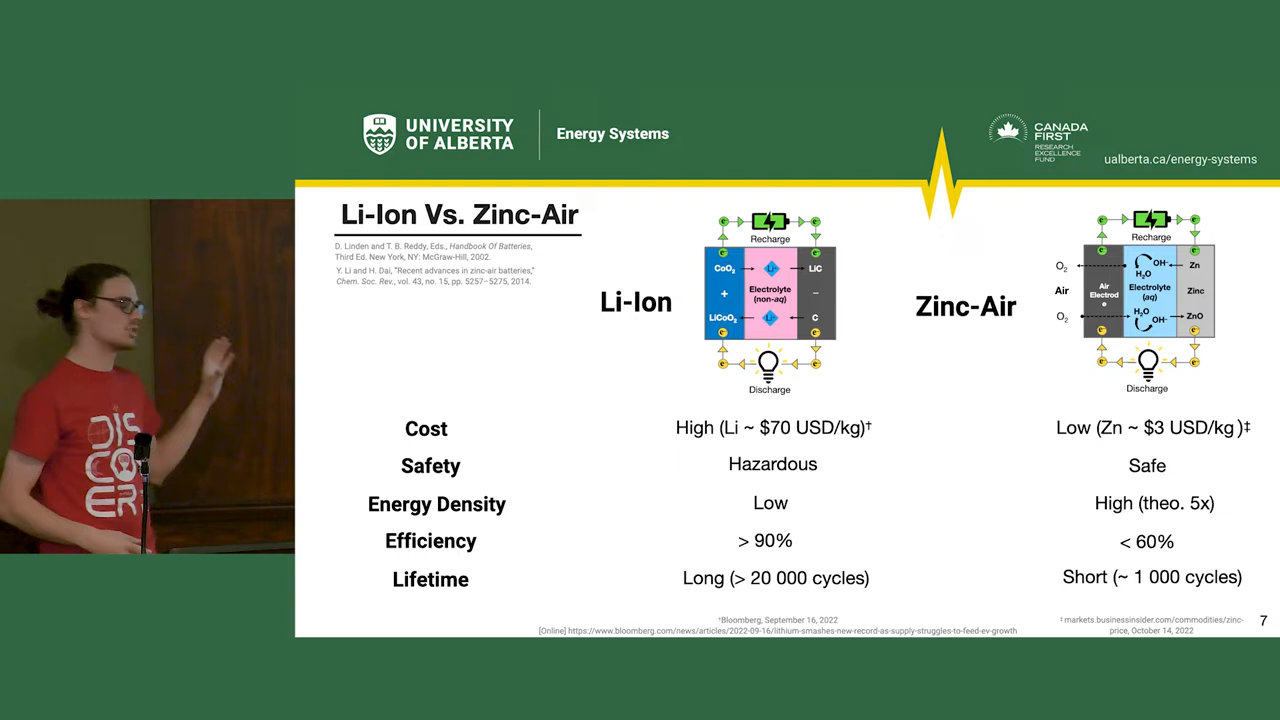 UNIVERSITY
OF ALBERTA
Energy Systems
CANADA
FIRST
RESEARCH
EXCELLENCE
FUND
ualberta.ca/energy-systems
Li-Ion Vs. Zinc-Air
D. Linden and T. B. Reddy, Eds., Handbook Of Batteries,
Third Ed. New York, NY: McGraw-Hill, 2002.
Y. Li and H. Dai, "Recent advances in zinc-air batteries,"
Chem. Soc. Rev., vol. 43, no. 15, pp. 5257–5275, 2014.
Li-Ion
Recharge
CoO₂
Li⁺
LiC
+
Electrolyte
(non-aq)
–
LiCoO₂
Li⁺
C
Discharge
Zinc-Air
Recharge
O₂
OH⁻
H₂O
Zn
Air
Air
Electrod
e
Electrolyte
(aq)
Zinc
O₂
H₂O
OH⁻
ZnO
Discharge
Cost
High (Li ~ $70 USD/kg)†
Low (Zn ~ $3 USD/kg )‡
Safety
Hazardous
Safe
Energy Density
Low
High (theo. 5x)
Efficiency
> 90%
< 60%
Lifetime
Long (> 20 000 cycles)
Short (~ 1 000 cycles)
†Bloomberg, September 16, 2022
[Online] https://www.bloomberg.com/news/articles/2022-09-16/lithium-smashes-new-record-as-supply-struggles-to-feed-ev-growth
‡ markets.businessinsider.com/commodities/zinc-
price, October 14, 2022
7
DIS
CO
ER